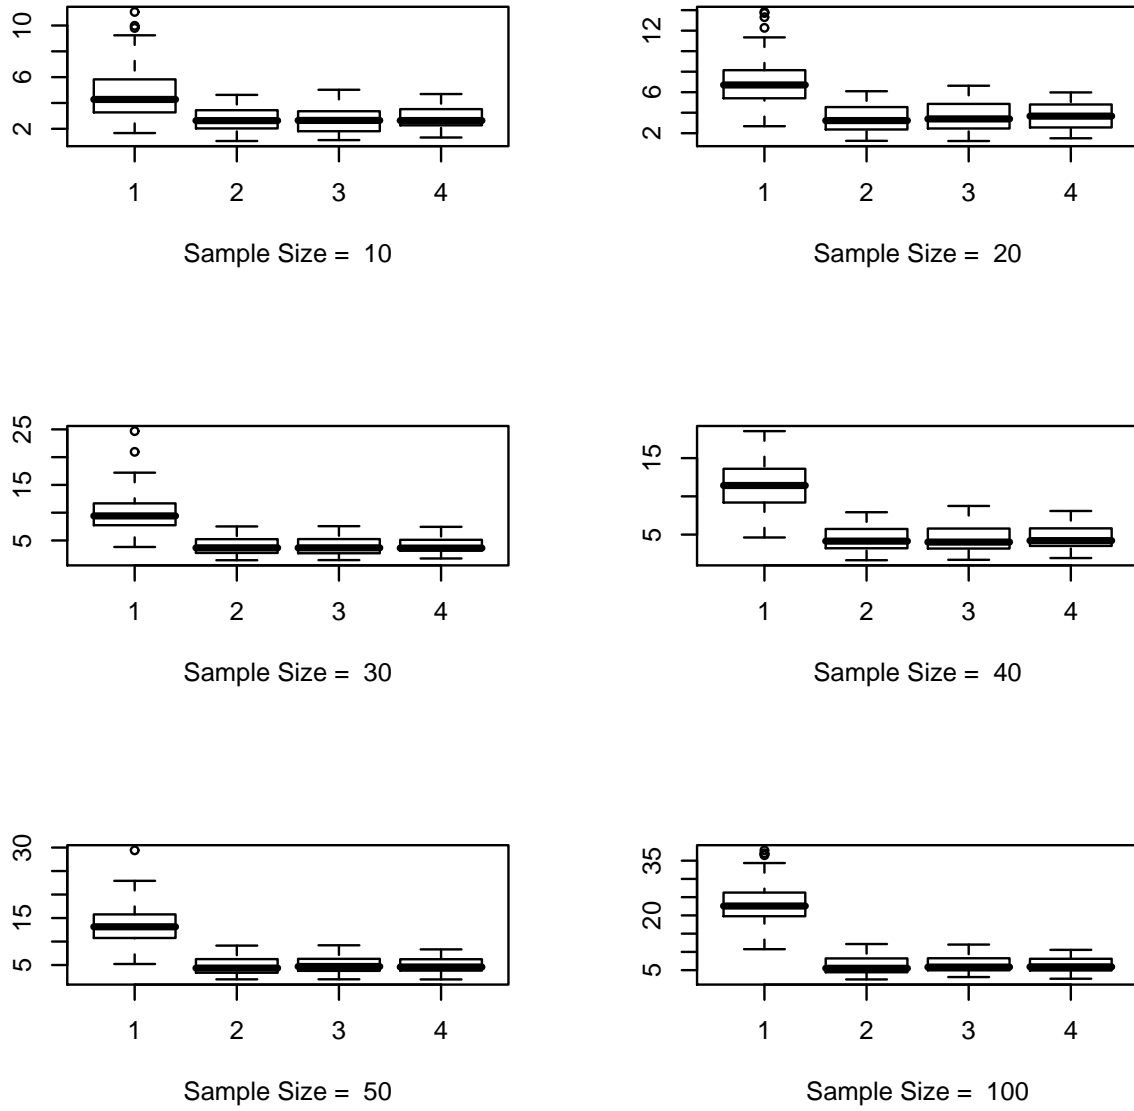 10
6
2
1 2 3 4
Sample Size = 10
12
6
2
1 2 3 4
Sample Size = 20
25
15
5
1 2 3 4
Sample Size = 30
15
5
1 2 3 4
Sample Size = 40
30
15
5
1 2 3 4
Sample Size = 50
35
20
5
1 2 3 4
Sample Size = 100